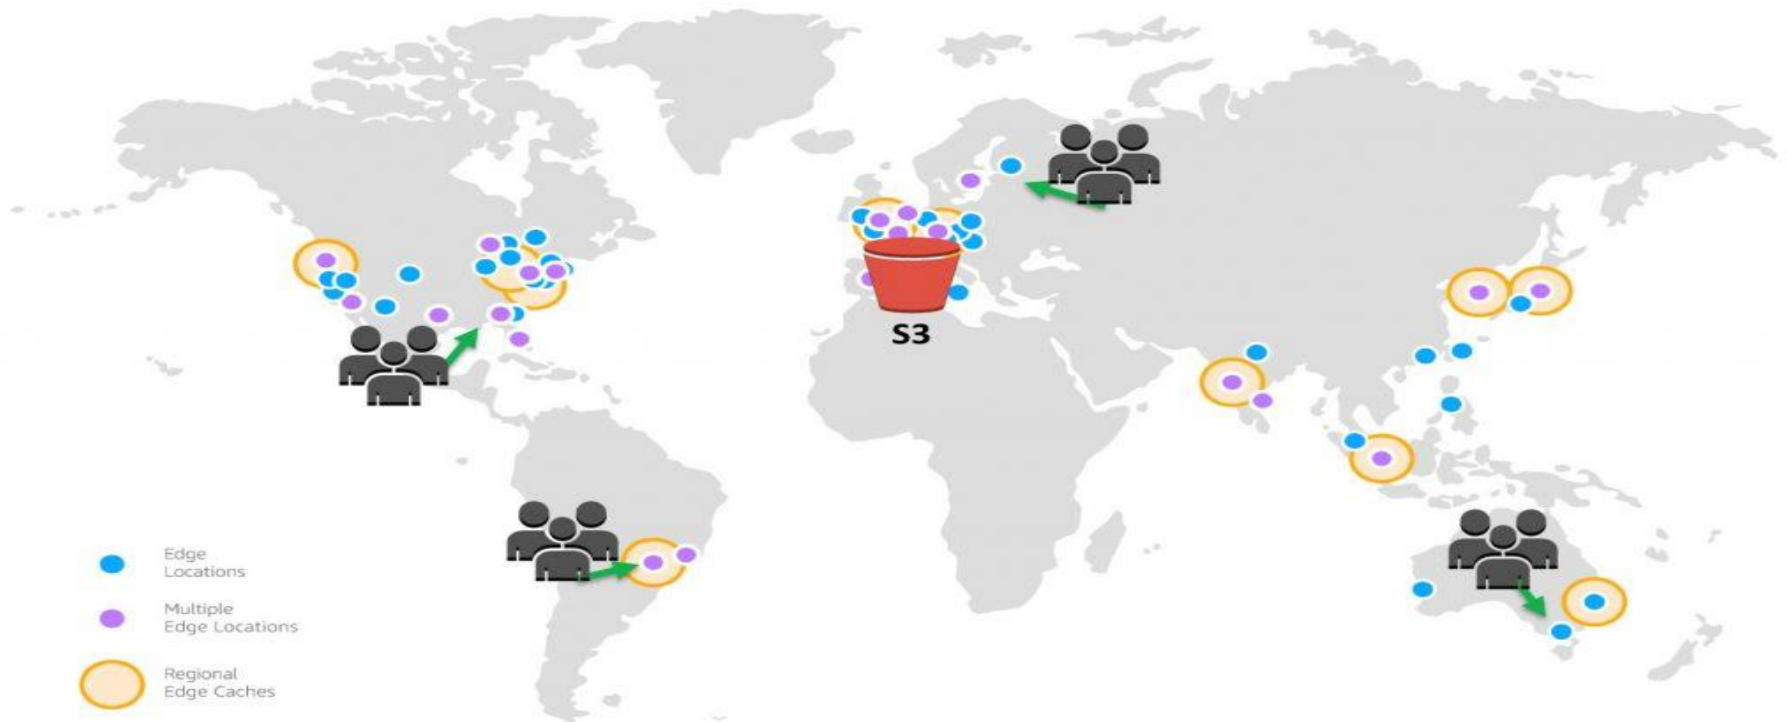 S3
Edge
Locations
Multiple
Edge Locations
Regional
Edge Caches